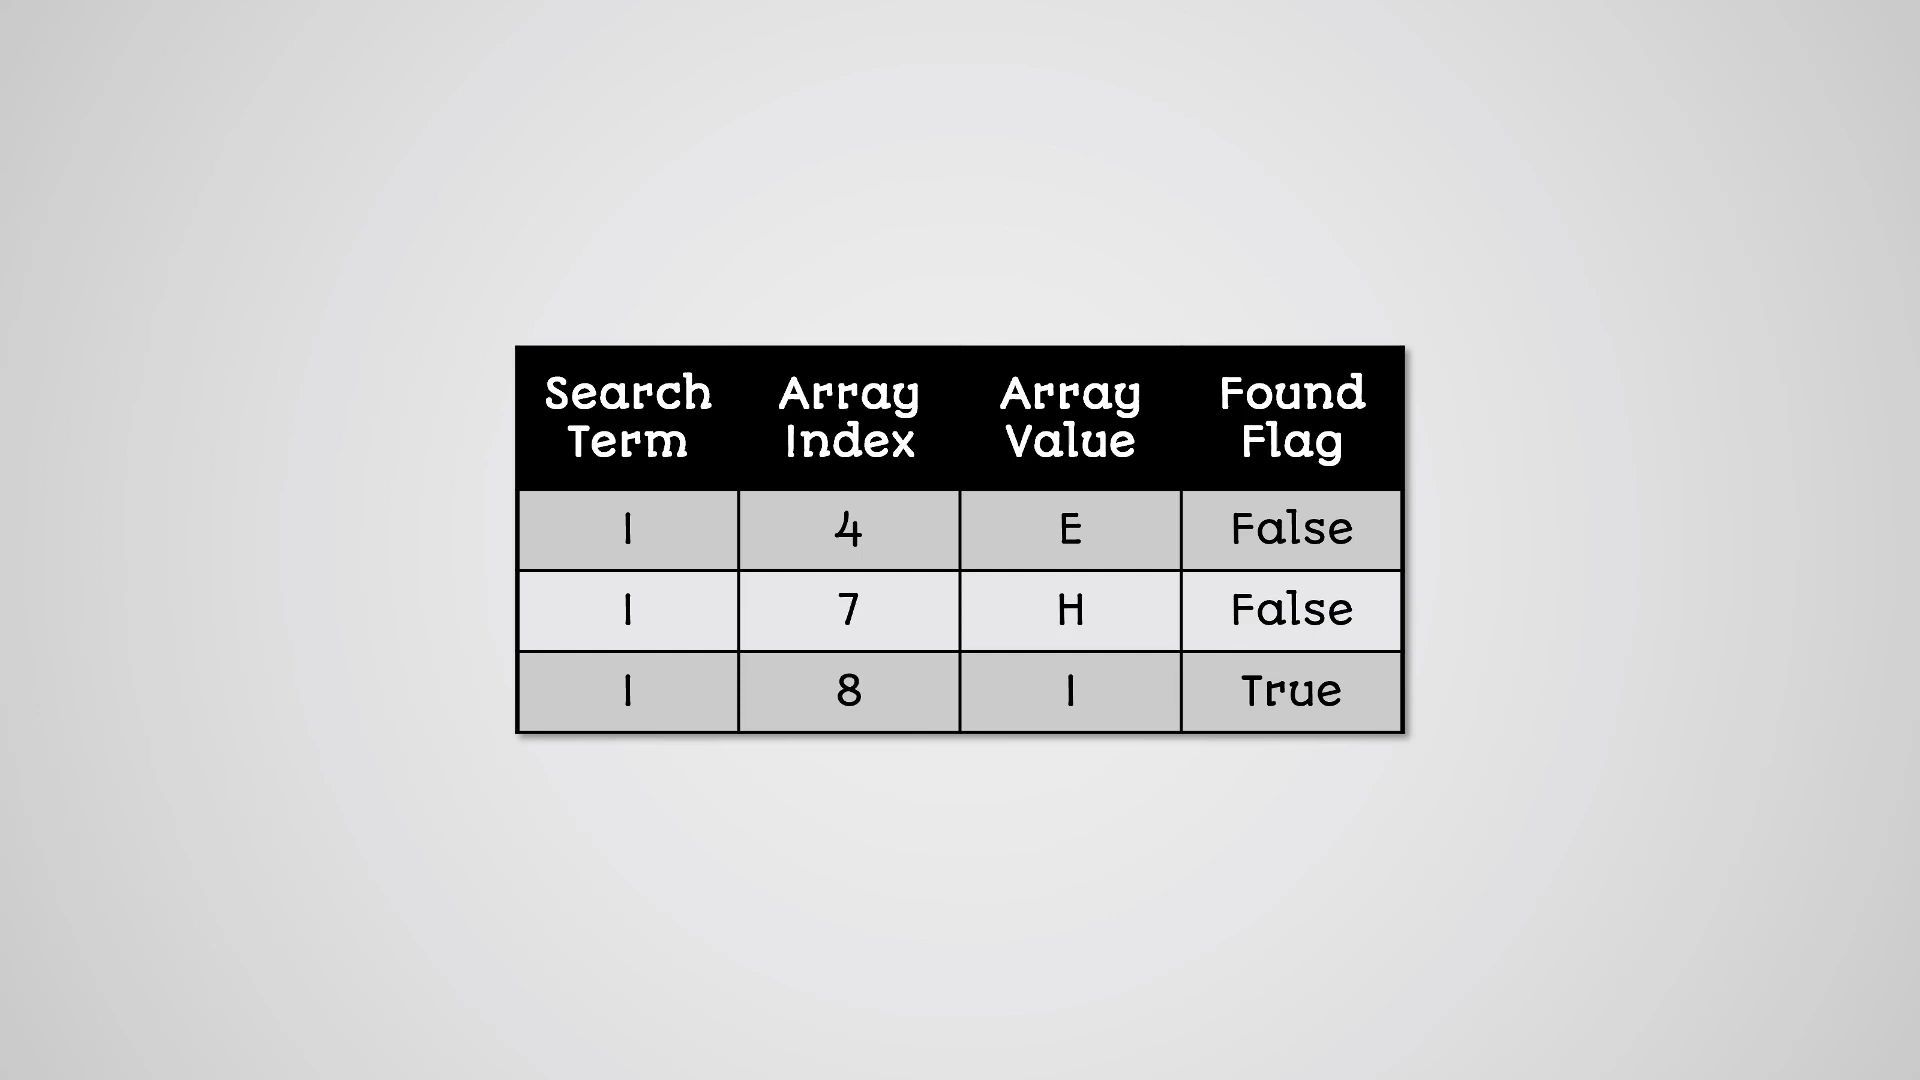 Search Term | Array Index | Array Value | Found Flag
I | 4 | E | False
I | 7 | H | False
I | 8 | I | True